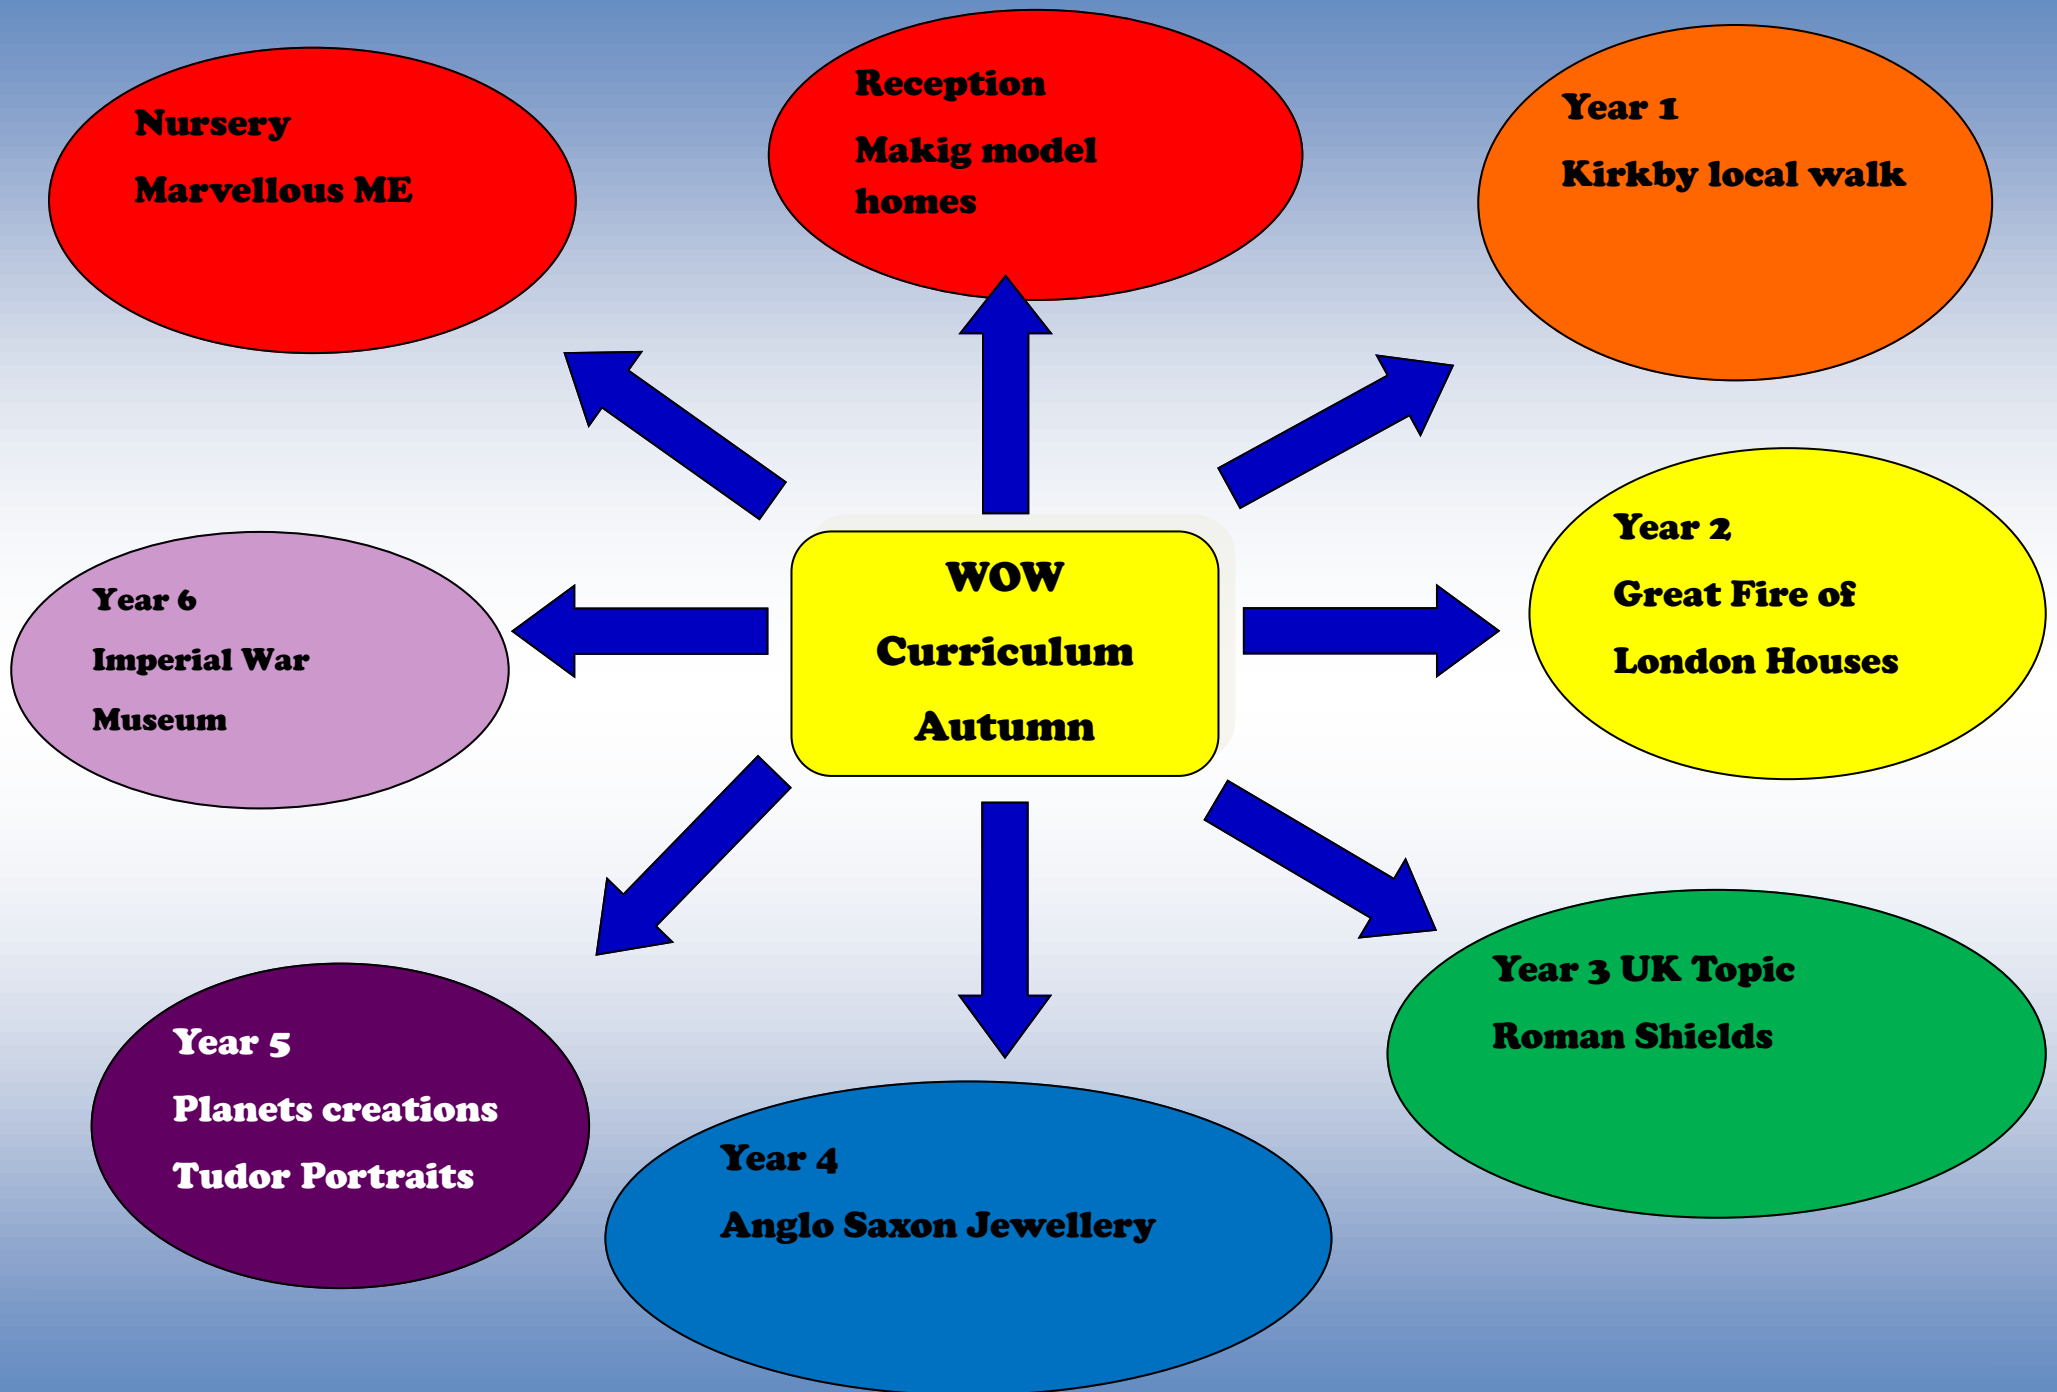 Nursery
Marvellous ME
Reception
Makig model
homes
Year 1
Kirkby local walk
Year 6
Imperial War
Museum
WOW
Curriculum
Autumn
Year 2
Great Fire of
London Houses
Year 5
Planets creations
Tudor Portraits
Year 4
Anglo Saxon Jewellery
Year 3 UK Topic
Roman Shields